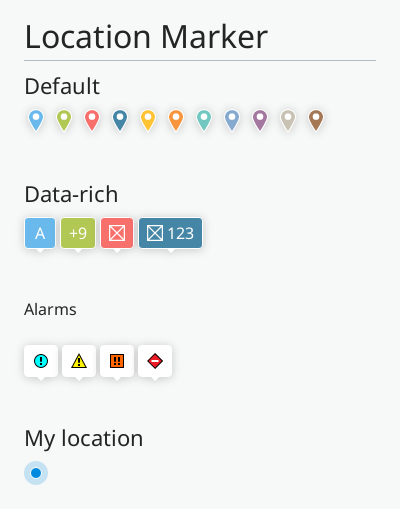 Location Marker
Default
Data-rich
A +9 123
Alarms
My location